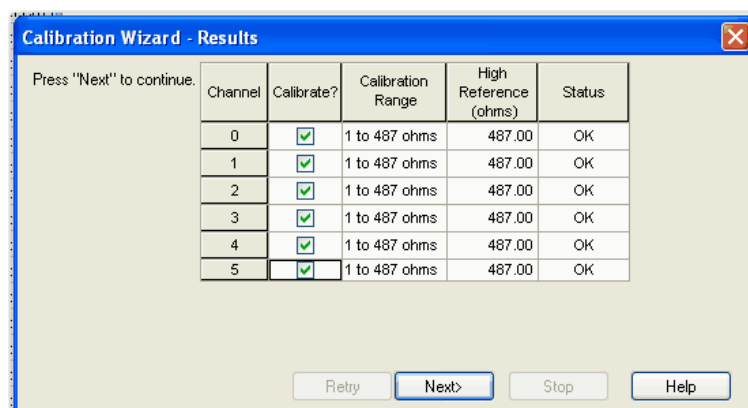 Calibration Wizard - Results
Press "Next" to continue.
Channel Calibrate? Calibration Range High Reference (ohms) Status
0 1 to 487 ohms 487.00 OK
1 1 to 487 ohms 487.00 OK
2 1 to 487 ohms 487.00 OK
3 1 to 487 ohms 487.00 OK
4 1 to 487 ohms 487.00 OK
5 1 to 487 ohms 487.00 OK
Retry Next> Stop Help